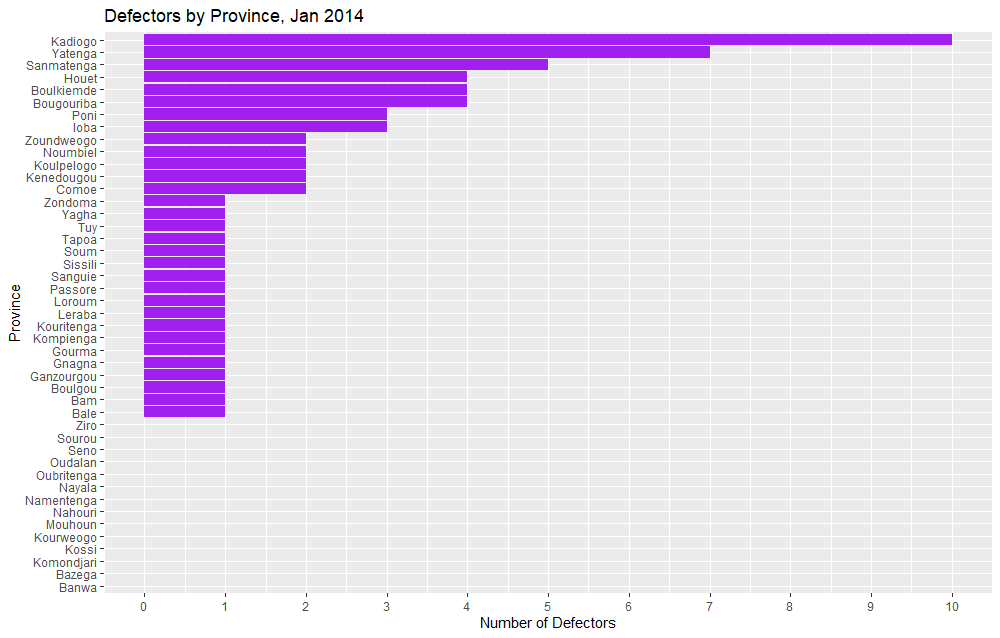 Defectors by Province, Jan 2014
Province
Kadiogo
Yatenga
Sanmatenga
Houet
Boulkiemde
Bougouriba
Poni
Ioba
Zoundweogo
Noumbiel
Koulpelogo
Kenedougou
Comoe
Zondoma
Yagha
Tuy
Tapoa
Soum
Sissili
Sanguie
Passore
Loroum
Leraba
Kouritenga
Kompienga
Gourma
Gnagna
Ganzourgou
Boulgou
Bam
Bale
Ziro
Sourou
Seno
Oudalan
Oubritenga
Nayala
Namentenga
Nahouri
Mouhoun
Kourweogo
Kossi
Komondjari
Bazega
Banwa
0 1 2 3 4 5 6 7 8 9 10
Number of Defectors